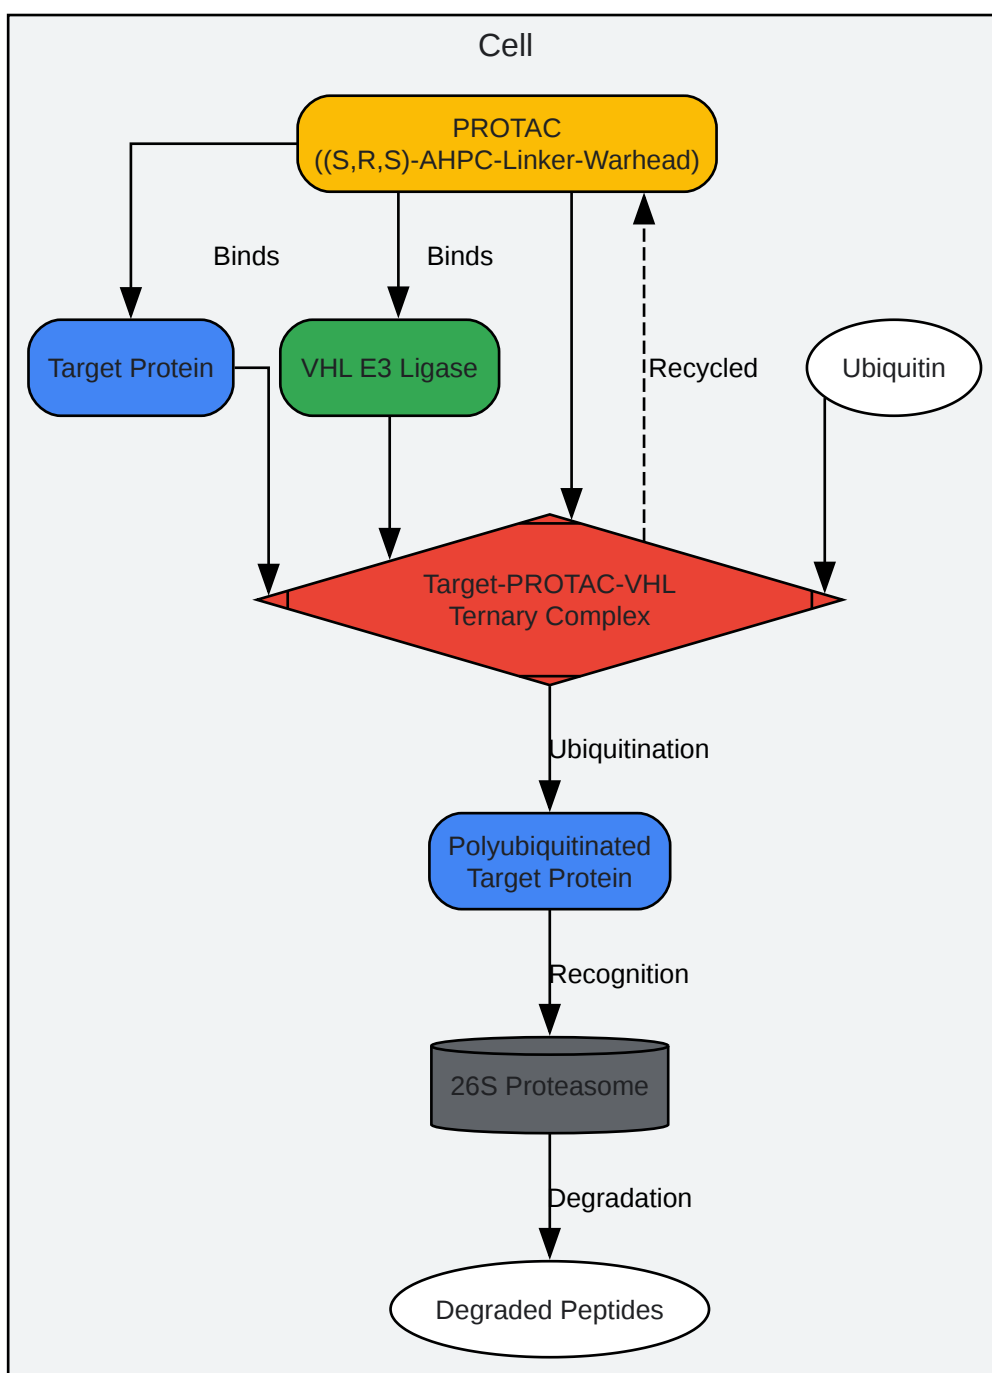 Cell
PROTAC
((S,R,S)-AHPC-Linker-Warhead)
Binds
Binds
Target Protein
VHL E3 Ligase
Recycled
Ubiquitin
Target-PROTAC-VHL
Ternary Complex
Ubiquitination
Polyubiquitinated
Target Protein
Recognition
26S Proteasome
Degradation
Degraded Peptides